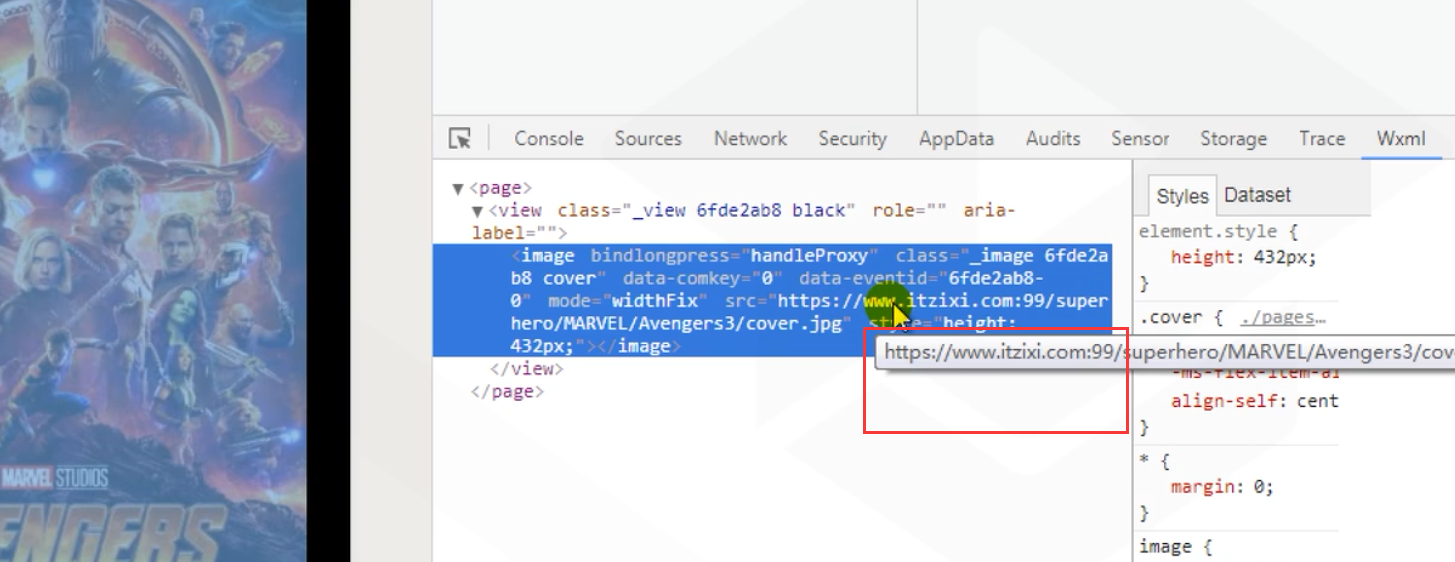 Console Sources Network Security AppData Audits Sensor Storage Trace Wxml
▼<page>
▼<view class="_view 6fde2ab8 black" role="" aria-
label="">
<image bindlongpress="handleProxy" class="_image 6fde2a
b8 cover" data-comkey="0" data-eventid="6fde2ab8-
0" mode="widthFix" src="https://www.itzixi.com:99/super
hero/MARVEL/Avengers3/cover.jpg" style="height:
432px;"></image>
</view>
</page>
https://www.itzixi.com:99/superhero/MARVEL/Avengers3/cov
Styles Dataset
element.style {
height: 432px;
}
.cover { ./pages…
-ms-flex-item-al
align-self: cent
}
* {
margin: 0;
}
image {
MARVEL STUDIOS
ENGERS